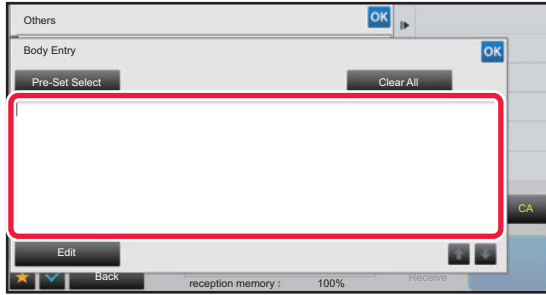 Others
OK
Body Entry
OK
Pre-Set Select
Clear All
CA
Edit
Back
reception memory : 100%
Receive